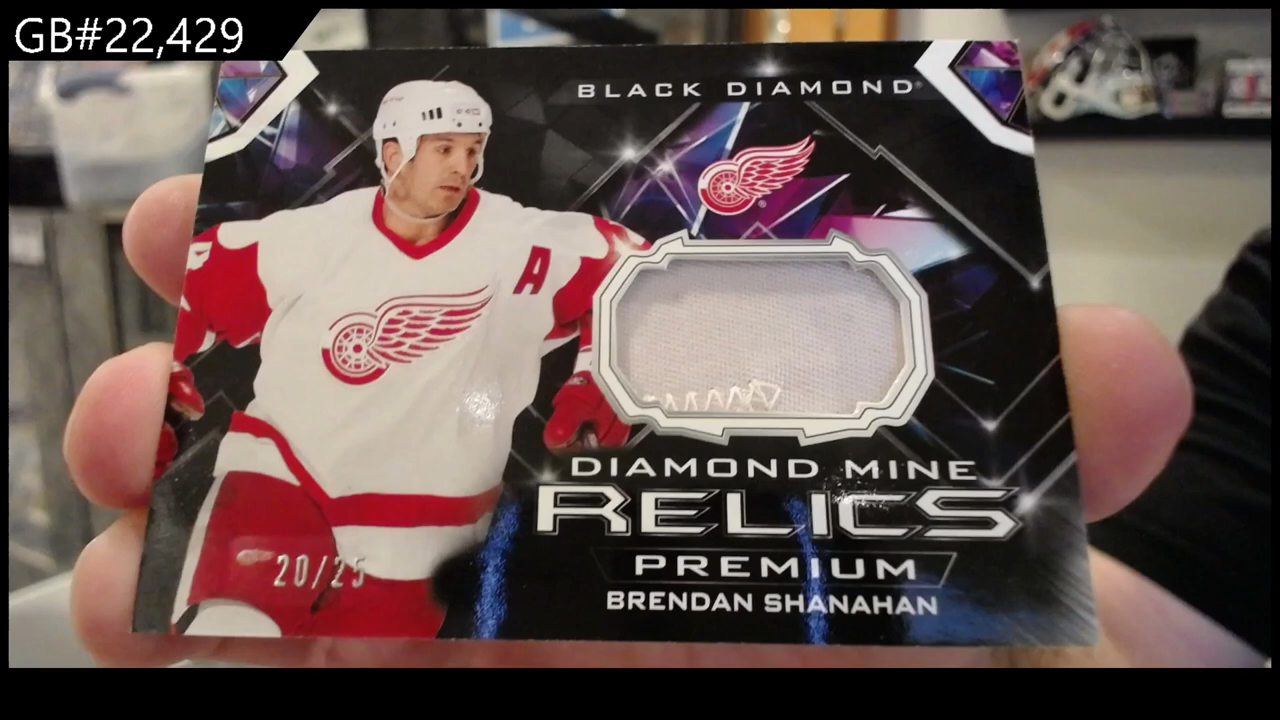 GB#22,429
BLACK DIAMOND
A
DIAMOND MINE
RELICS
PREMIUM
BRENDAN SHANAHAN
20/25